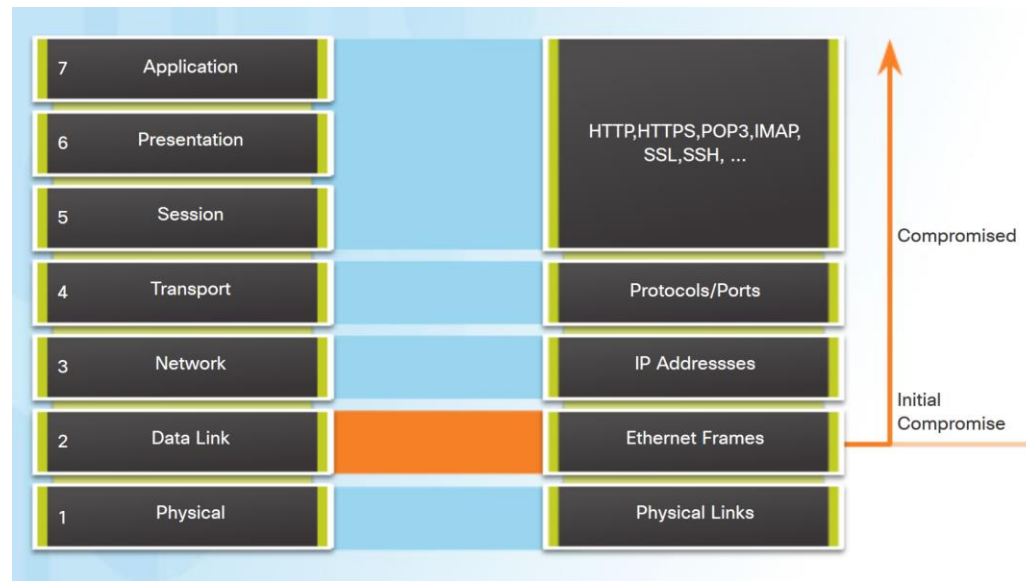 7 Application
6 Presentation
5 Session
4 Transport
3 Network
2 Data Link
1 Physical
HTTP,HTTPS,POP3,IMAP,
SSL,SSH, ...
Protocols/Ports
IP Addressses
Ethernet Frames
Physical Links
Compromised
Initial
Compromise